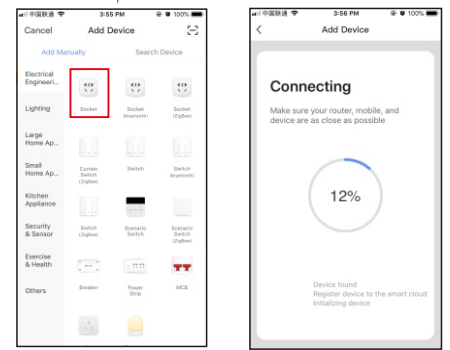 中国联通
3:55 PM
100%
Cancel
Add Device
Add Manually
Search Device
Electrical
Engineeri...
Lighting
Large
Home Ap...
Small
Home Ap...
Kitchen
Appliance
Security
& Sensor
Exercise
& Health
Others
Socket
Socket
(bluetooth)
Socket
(ZigBee)
Curtain
Switch
(ZigBee)
Switch
Switch
(bluetooth)
Switch
(ZigBee)
Scenario
Switch
Scenario
Switch
(ZigBee)
Breaker
Power
Strip
MCB
中国联通
3:56 PM
100%
Add Device
Connecting
Make sure your router, mobile, and
device are as close as possible
12%
Device found
Register device to the smart cloud
Initializing device